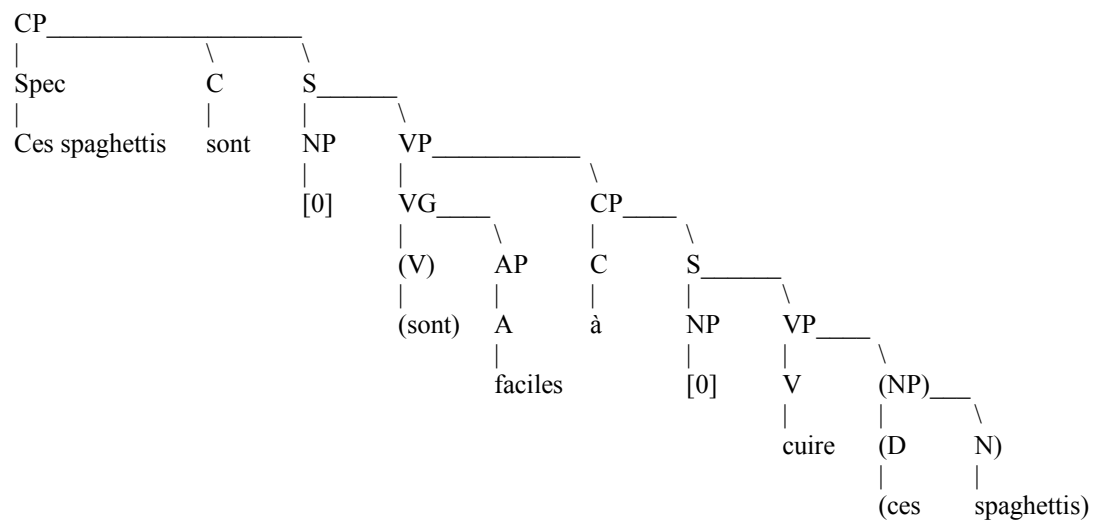 CP
Spec C S
Ces spaghettis sont NP VP
[0] VG CP
(V) AP C S
(sont) A à NP VP
faciles [0] V (NP)
cuire (D N)
(ces spaghettis)